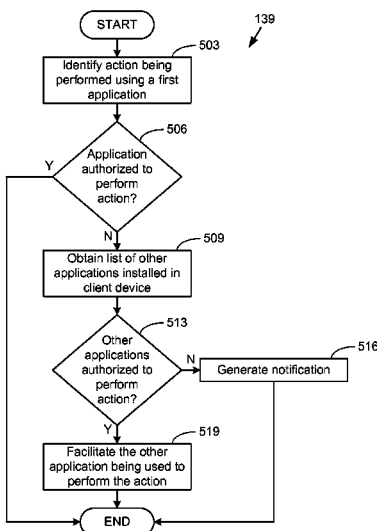 START
139
503
Identify action being
performed using a first
application
506
Y
Application
authorized to
perform
action?
N
509
Obtain list of other
applications installed in
client device
513
Other
applications
authorized to
perform
action?
N
516
Generate notification
Y
519
Facilitate the other
application being used to
perform the action
END